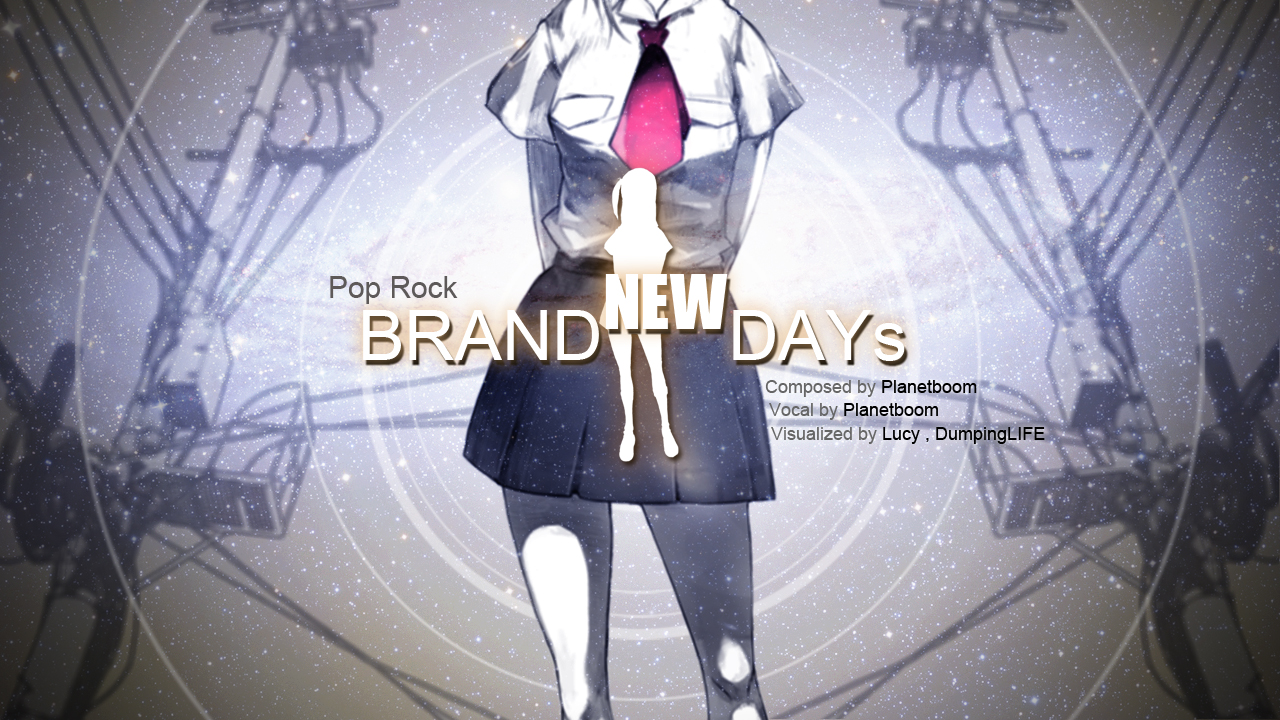 Pop Rock
BRAND NEW DAYs
Composed by Planetboom
Vocal by Planetboom
Visualized by Lucy , DumpingLIFE